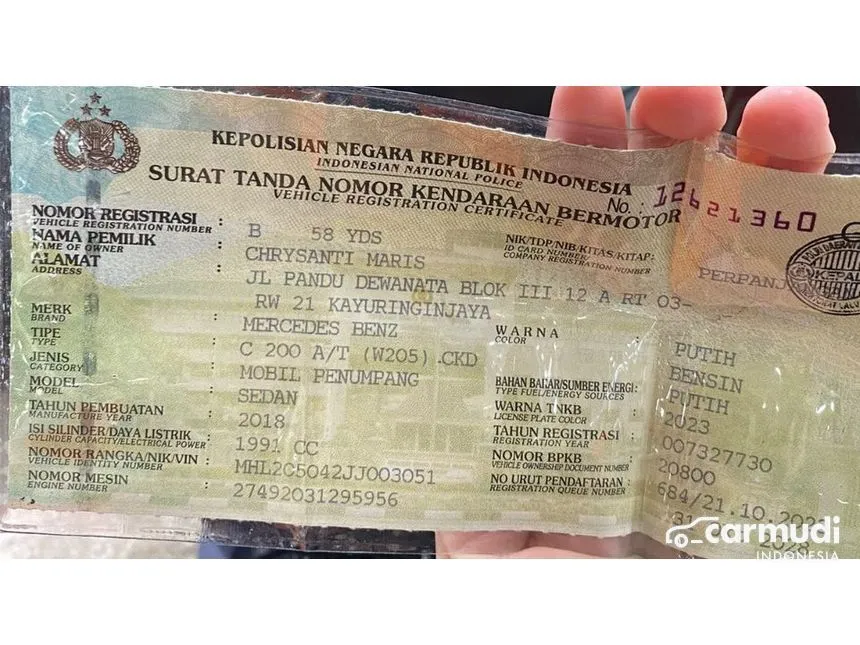 KEPOLISIAN NEGARA REPUBLIK INDONESIA
INDONESIAN NATIONAL POLICE
SURAT TANDA NOMOR KENDARAAN BERMOTOR
VEHICLE REGISTRATION CERTIFICATE
No. : 12621360
NOMOR REGISTRASI : B 58 YDS
VEHICLE REGISTRATION NUMBER
NAMA PEMILIK : CHRYSANTI MARIS
NAME OF OWNER
ALAMAT : JL PANDU DEWANATA BLOK III 12 A RT 03-
ADDRESS
RW 21 KAYURINGINJAYA
MERK : MERCEDES BENZ
BRAND
TIPE : C 200 A/T (W205) .CKD
TYPE
JENIS : MOBIL PENUMPANG
CATEGORY
MODEL : SEDAN
MODEL
TAHUN PEMBUATAN : 2018
MANUFACTURE YEAR
ISI SILINDER/DAYA LISTRIK : 1991 CC
CYLINDER CAPACITY/ELECTRICAL POWER
NOMOR RANGKA/NIK/VIN : MHL2C5042JJ003051
VEHICLE IDENTITY NUMBER
NOMOR MESIN : 27492031295956
ENGINE NUMBER
NIK/TDP/NIB/KITAS/KITAP:
ID CARD NUMBER
COMPANY REGISTRATION NUMBER
PERPANJ
WARNA : PUTIH
COLOR
BAHAN BAKAR/SUMBER ENERGI : BENSIN
TYPE FUEL/ENERGY SOURCES
WARNA TNKB : PUTIH
LICENSE PLATE COLOR
TAHUN REGISTRASI : 2023
REGISTRATION YEAR
NOMOR BPKB : 007327730
VEHICLE OWNERSHIP DOCUMENT NUMBER
20800
NO URUT PENDAFTARAN : 684/21.10.202
REGISTRATION QUEUE NUMBER
31
2028
carmudi
INDONESIA